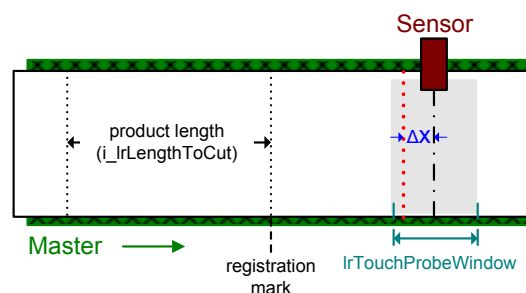 Sensor
product length
(i_lrLengthToCut)
ΔX
Master
registration
mark
lrTouchProbeWindow